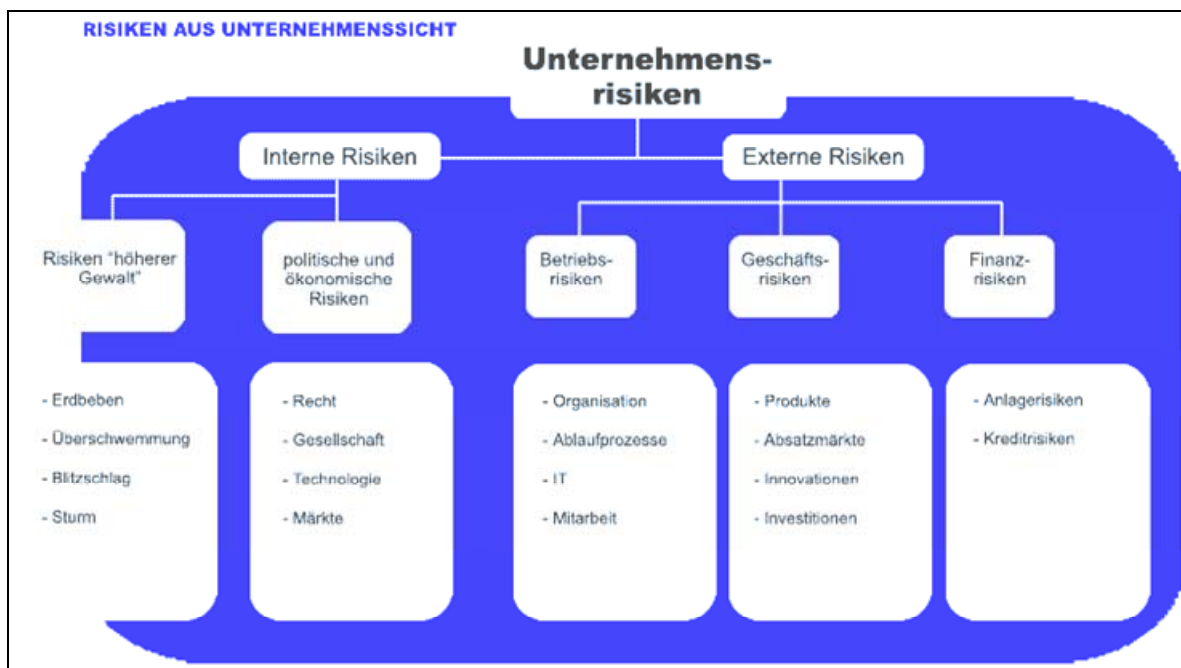 RISIKEN AUS UNTERNEHMENSSICHT
Unternehmens-
risiken
Interne Risiken
Externe Risiken
Risiken "höherer
Gewalt"
politische und
ökonomische
Risiken
Betriebs-
risiken
Geschäfts-
risiken
Finanz-
risiken
- Erdbeben
- Überschwemmung
- Blitzschlag
- Sturm
- Recht
- Gesellschaft
- Technologie
- Märkte
- Organisation
- Ablaufprozesse
- IT
- Mitarbeit
- Produkte
- Absatzmärkte
- Innovationen
- Investitionen
- Anlagerisiken
- Kreditrisiken